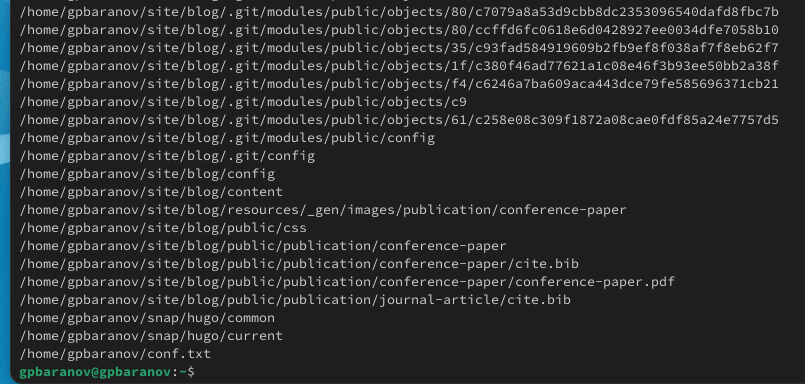 /home/gpbaranov/site/blog/.git/modules/public/objects/80/c7079a8a53d9cbb8dc2353096540dafd8fbc7b
/home/gpbaranov/site/blog/.git/modules/public/objects/80/ccffd6fc0618e6d0428927ee0034dfe7058b10
/home/gpbaranov/site/blog/.git/modules/public/objects/35/c93fad584919609b2fb9ef8f038af7f8eb62f7
/home/gpbaranov/site/blog/.git/modules/public/objects/1f/c380f46ad77621a1c08e46f3b93ee50bb2a38f
/home/gpbaranov/site/blog/.git/modules/public/objects/f4/c6246a7ba609aca443dce79fe585696371cb21
/home/gpbaranov/site/blog/.git/modules/public/objects/c9
/home/gpbaranov/site/blog/.git/modules/public/objects/61/c258e08c309f1872a08cae0fdf85a24e7757d5
/home/gpbaranov/site/blog/.git/modules/public/config
/home/gpbaranov/site/blog/.git/config
/home/gpbaranov/site/blog/config
/home/gpbaranov/site/blog/content
/home/gpbaranov/site/blog/resources/_gen/images/publication/conference-paper
/home/gpbaranov/site/blog/public/css
/home/gpbaranov/site/blog/public/publication/conference-paper
/home/gpbaranov/site/blog/public/publication/conference-paper/cite.bib
/home/gpbaranov/site/blog/public/publication/conference-paper/conference-paper.pdf
/home/gpbaranov/site/blog/public/publication/journal-article/cite.bib
/home/gpbaranov/snap/hugo/common
/home/gpbaranov/snap/hugo/current
/home/gpbaranov/conf.txt
gpbaranov@gpbaranov:~$